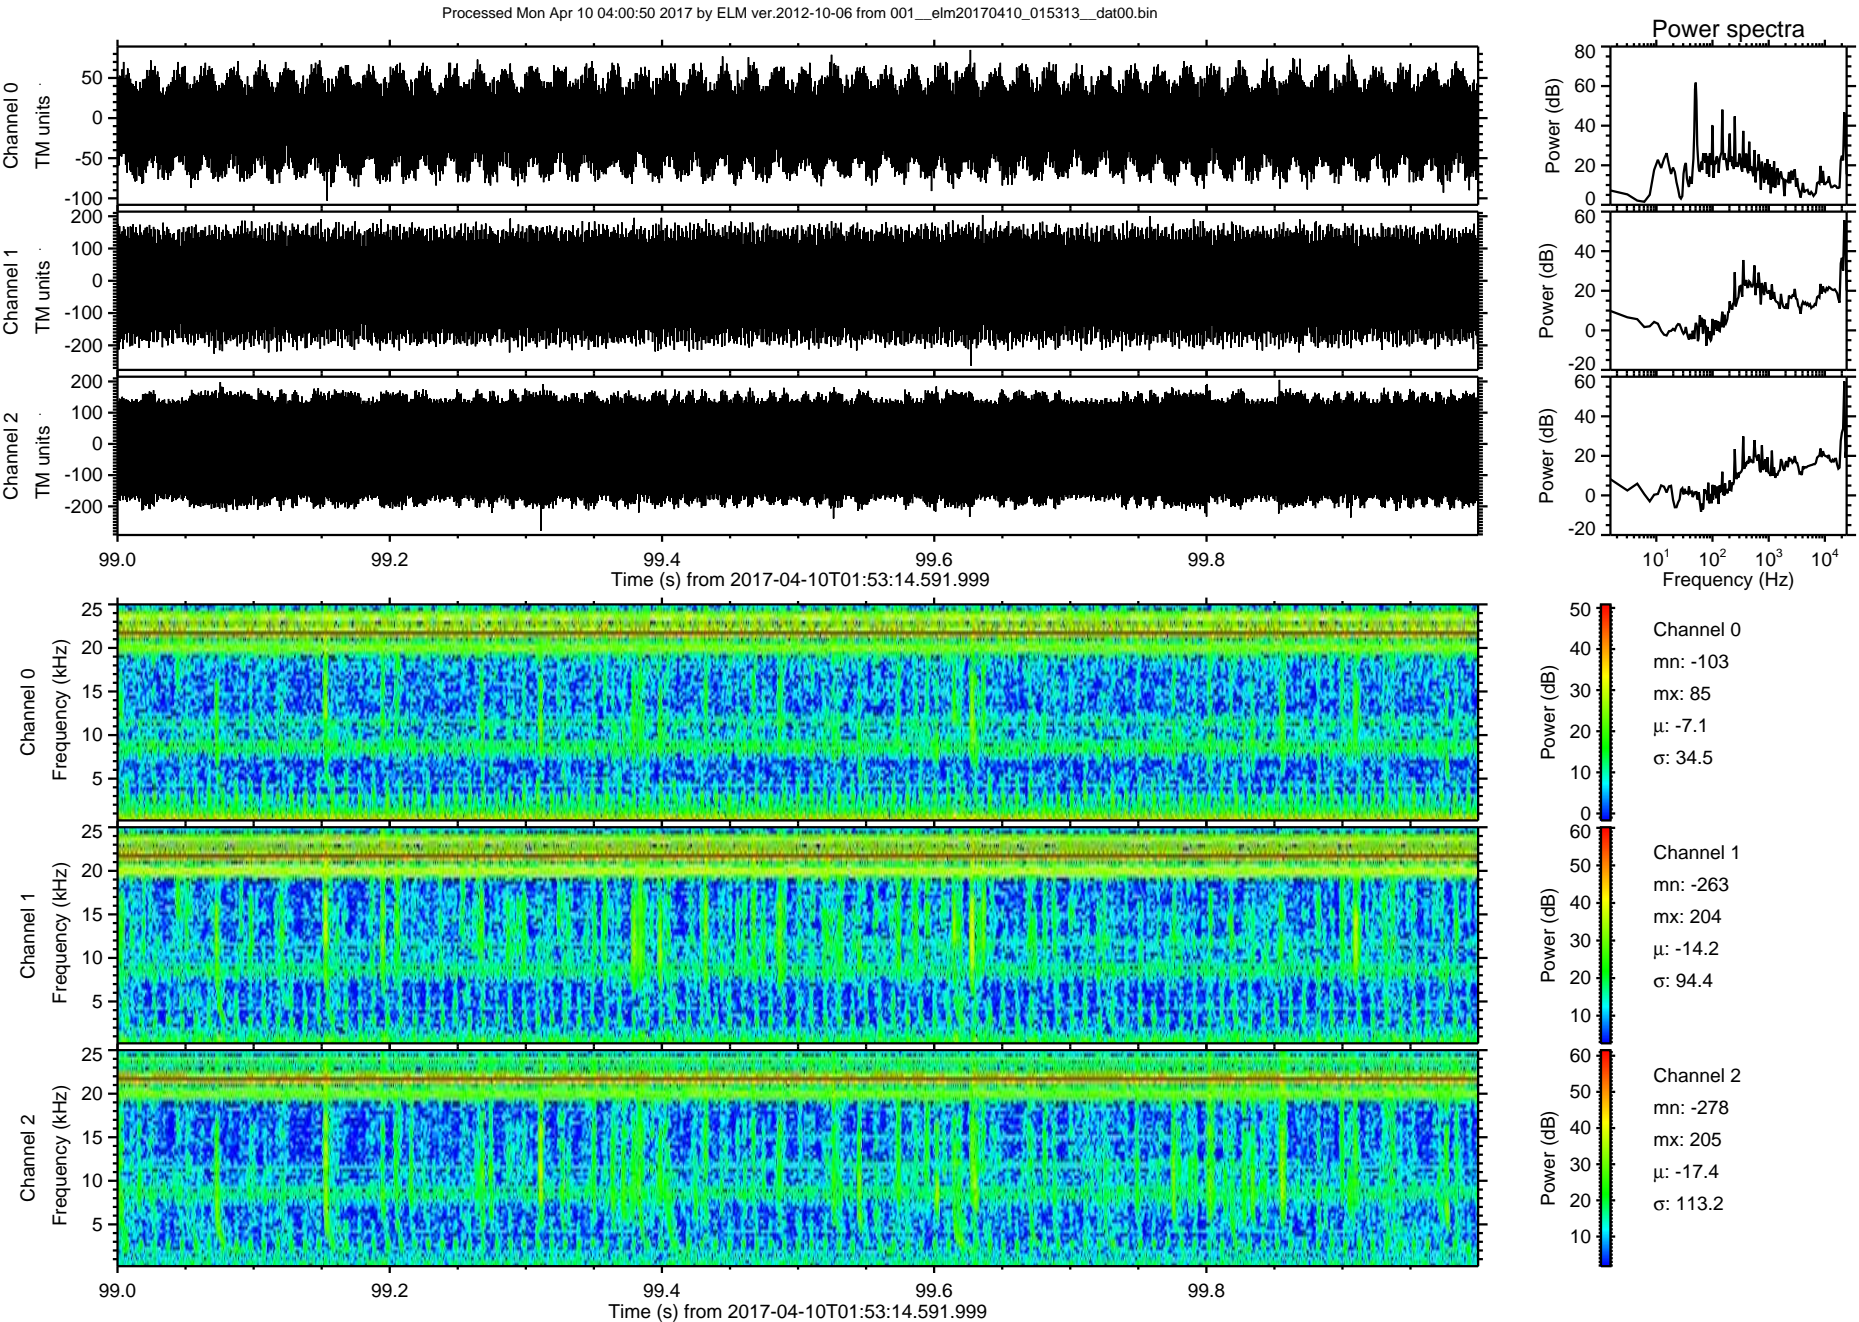 Processed Mon Apr 10 04:00:50 2017 by ELM ver.2012-10-06 from 001__elm20170410_015313__dat00.bin
Power spectra
Channel 0
TM units
50
0
-50
-100
Power (dB)
80
60
40
20
0
Channel 1
TM units
200
100
0
-100
-200
Power (dB)
60
40
20
0
-20
Channel 2
TM units
200
100
0
-100
-200
Power (dB)
60
40
20
0
-20
99.0 99.2 99.4 99.6 99.8
Time (s) from 2017-04-10T01:53:14.591.999
10¹ 10² 10³ 10⁴
Frequency (Hz)
Channel 0
Frequency (kHz)
25
20
15
10
5
Power (dB)
50
40
30
20
10
0
Channel 0
mn: -103
mx: 85
μ: -7.1
σ: 34.5
Channel 1
Frequency (kHz)
25
20
15
10
5
Power (dB)
60
50
40
30
20
10
Channel 1
mn: -263
mx: 204
μ: -14.2
σ: 94.4
Channel 2
Frequency (kHz)
25
20
15
10
5
Power (dB)
60
50
40
30
20
10
Channel 2
mn: -278
mx: 205
μ: -17.4
σ: 113.2
99.0 99.2 99.4 99.6 99.8
Time (s) from 2017-04-10T01:53:14.591.999